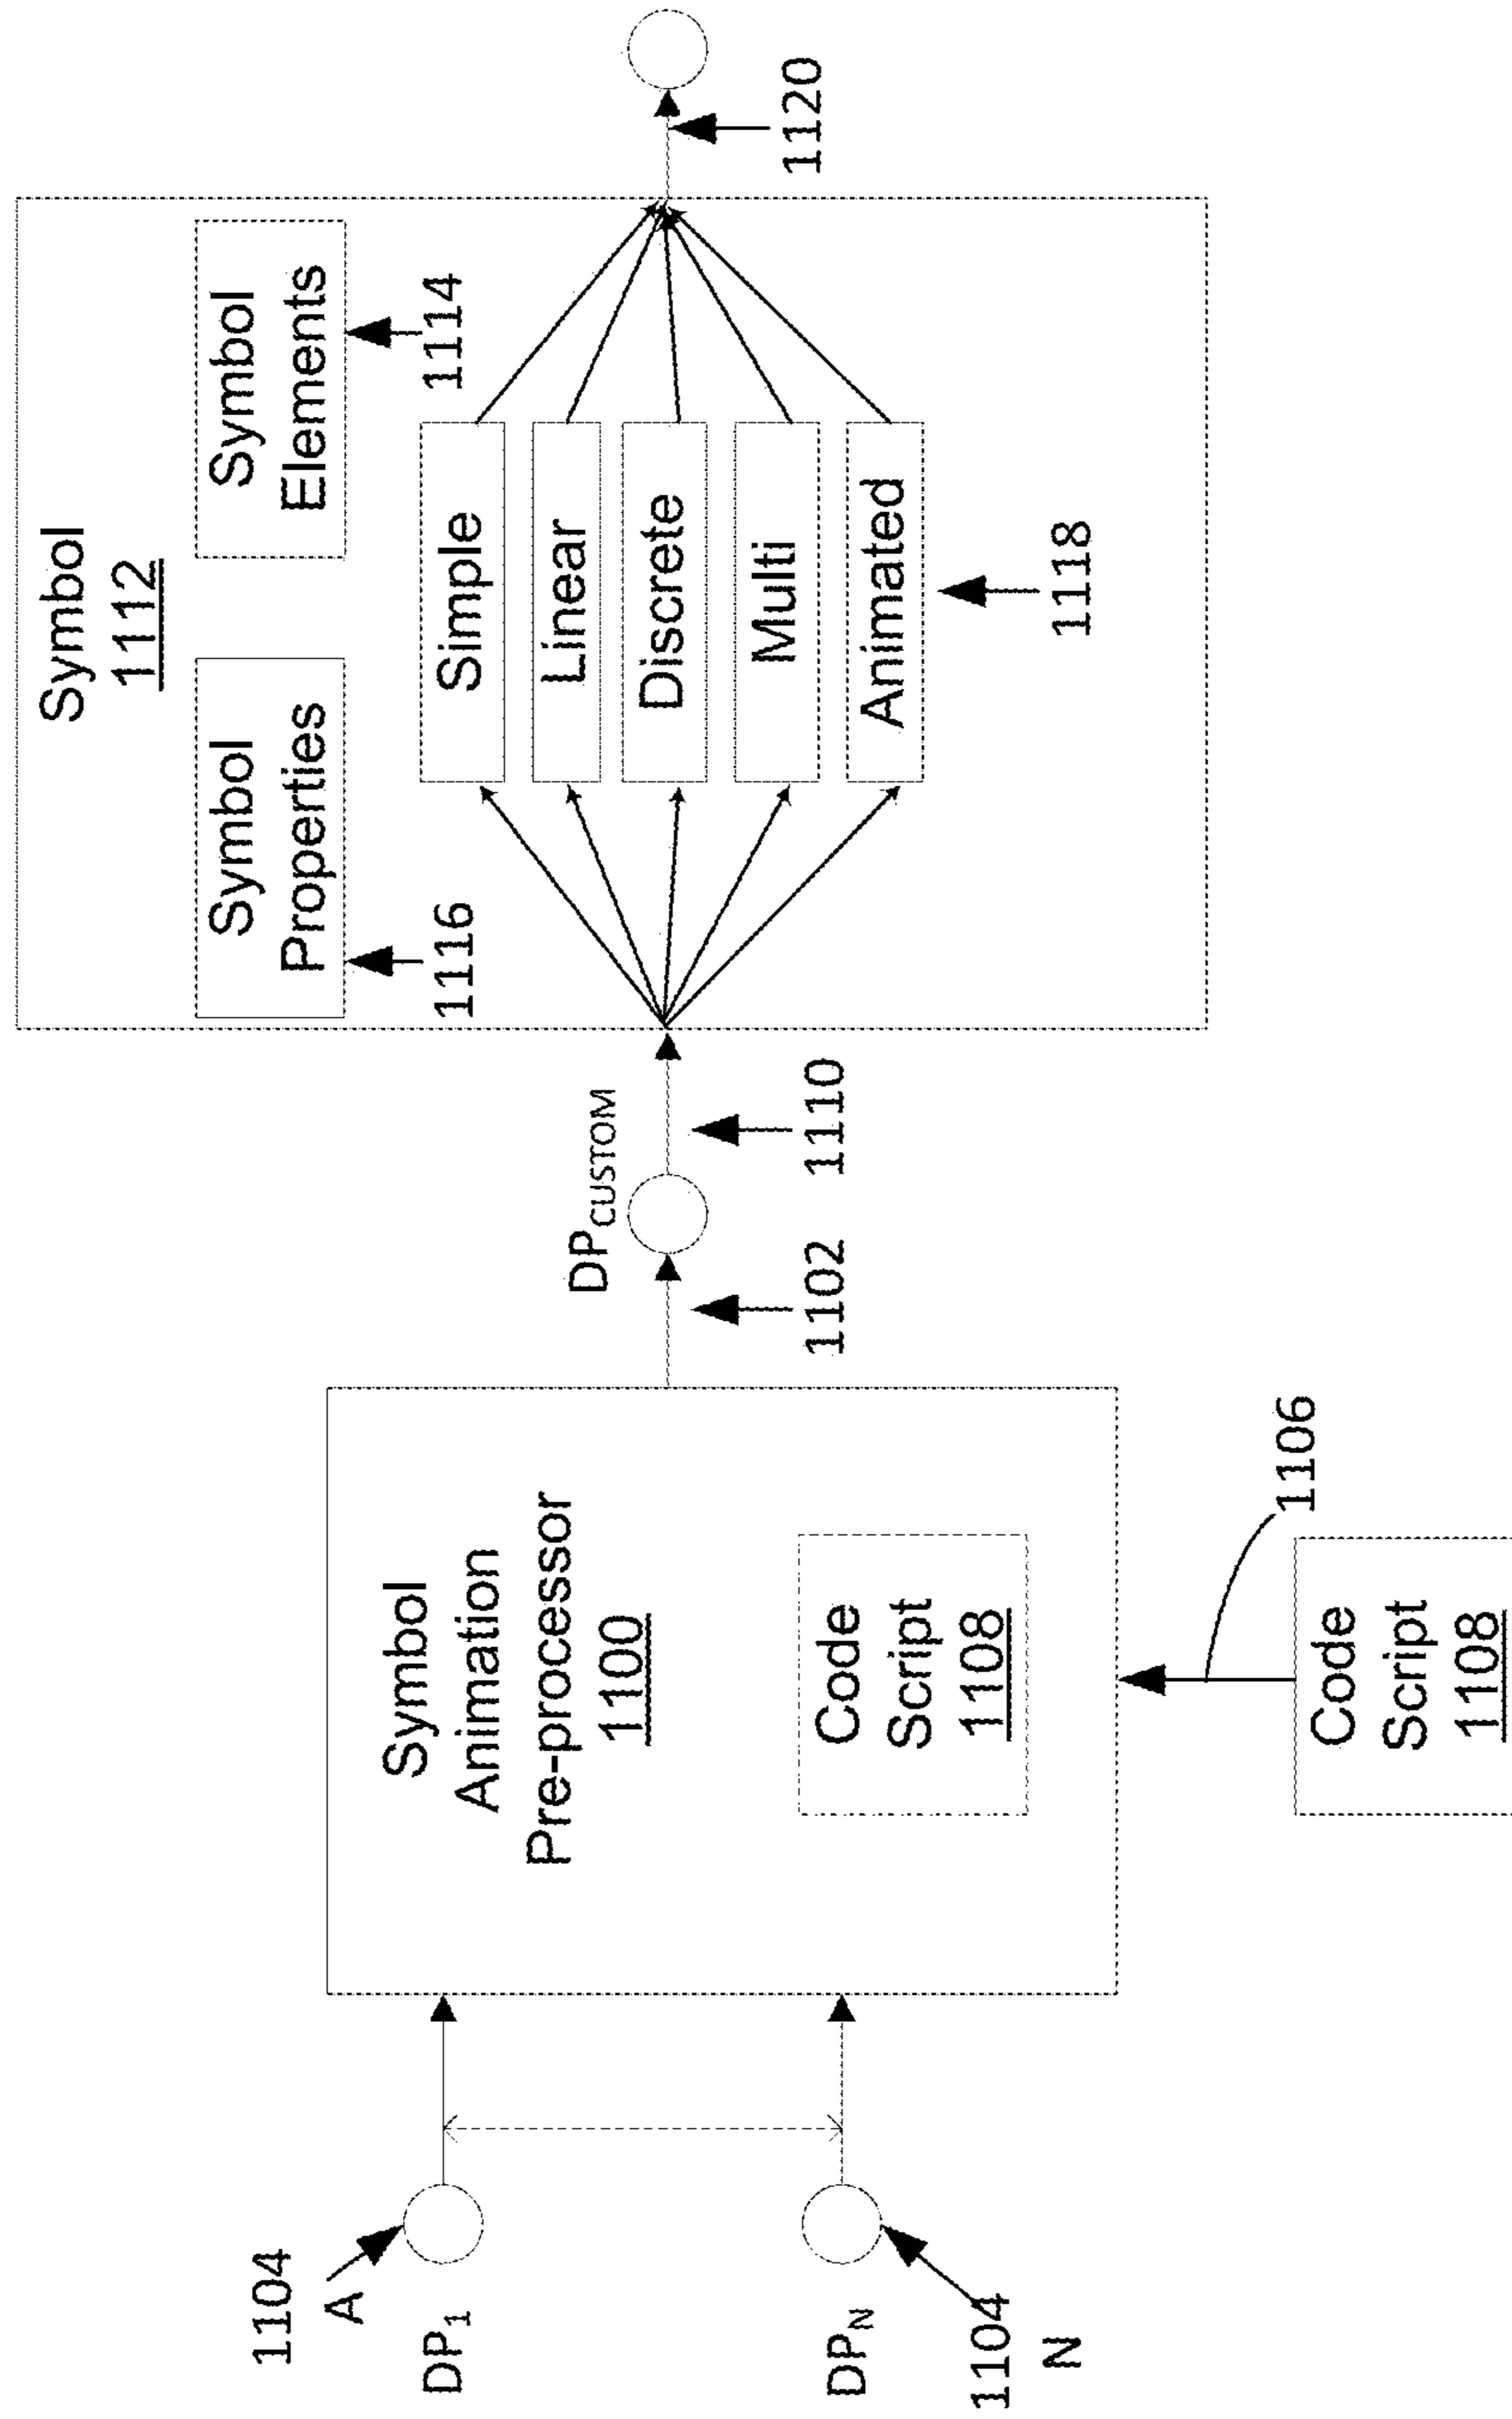 1104
A
DP1
DPN
1104
N
Symbol
Animation
Pre-processor
1100
Code
Script
1108
Code
Script
1108
1106
1102
DPCUSTOM
1110
Symbol
1112
Symbol
Properties
1116
Symbol
Elements
1114
Simple
Linear
Discrete
Multi
Animated
1118
1120